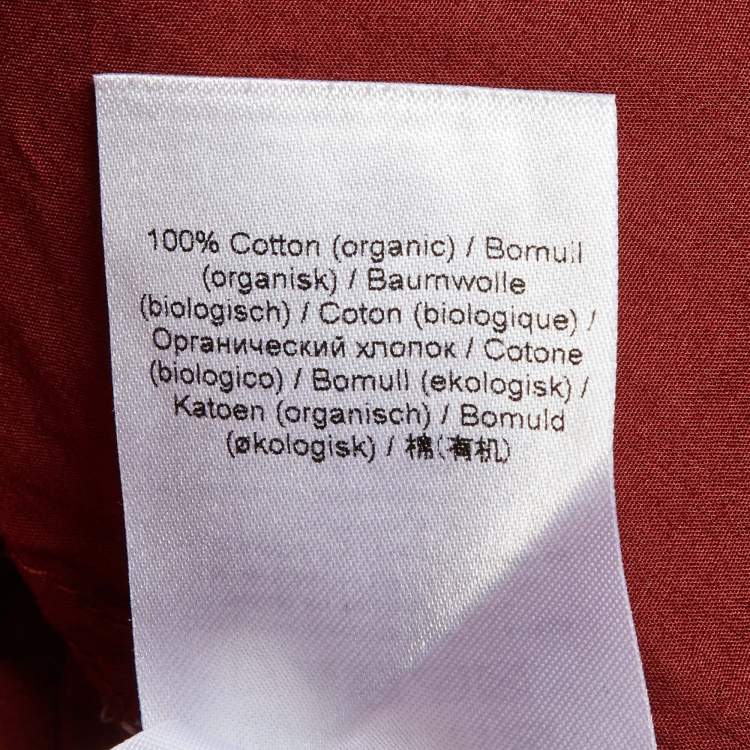 100% Cotton (organic) / Bomull
(organisk) / Baumwolle
(biologisch) / Coton (biologique) /
Органический хлопок / Cotone
(biologico) / Bomull (ekologisk) /
Katoen (organisch) / Bomuld
(økologisk) / 棉(有机)